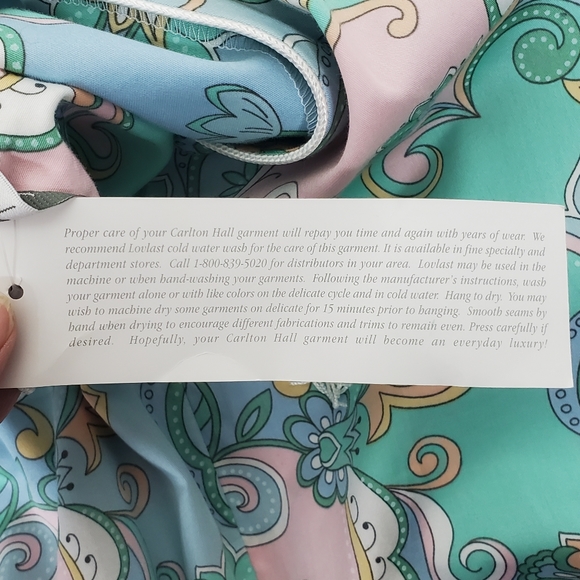 Proper care of your Carlton Hall garment will repay you time and again with years of wear. We
recommend Lovlast cold water wash for the care of this garment. It is available in fine specialty and
department stores. Call 1-800-839-5020 for distributors in your area. Lovlast may be used in the
machine or when hand-washing your garments. Following the manufacturer's instructions, wash
your garment alone or with like colors on the delicate cycle and in cold water. Hang to dry. You may
wish to machine dry some garments on delicate for 15 minutes prior to hanging. Smooth seams by
hand when drying to encourage different fabrications and trims to remain even. Press carefully if
desired. Hopefully, your Carlton Hall garment will become an everyday luxury!